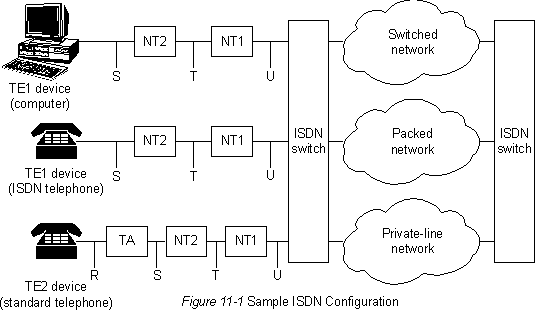 NT2
NT1
Switched
network
S
T
U
TE1 device
(computer)
NT2
NT1
ISDN
switch
Packed
network
ISDN
switch
TE1 device
(ISDN telephone)
S
T
U
TA
NT2
NT1
Private-line
network
R
S
T
U
TE2 device
(standard telephone)
Figure 11-1 Sample ISDN Configuration